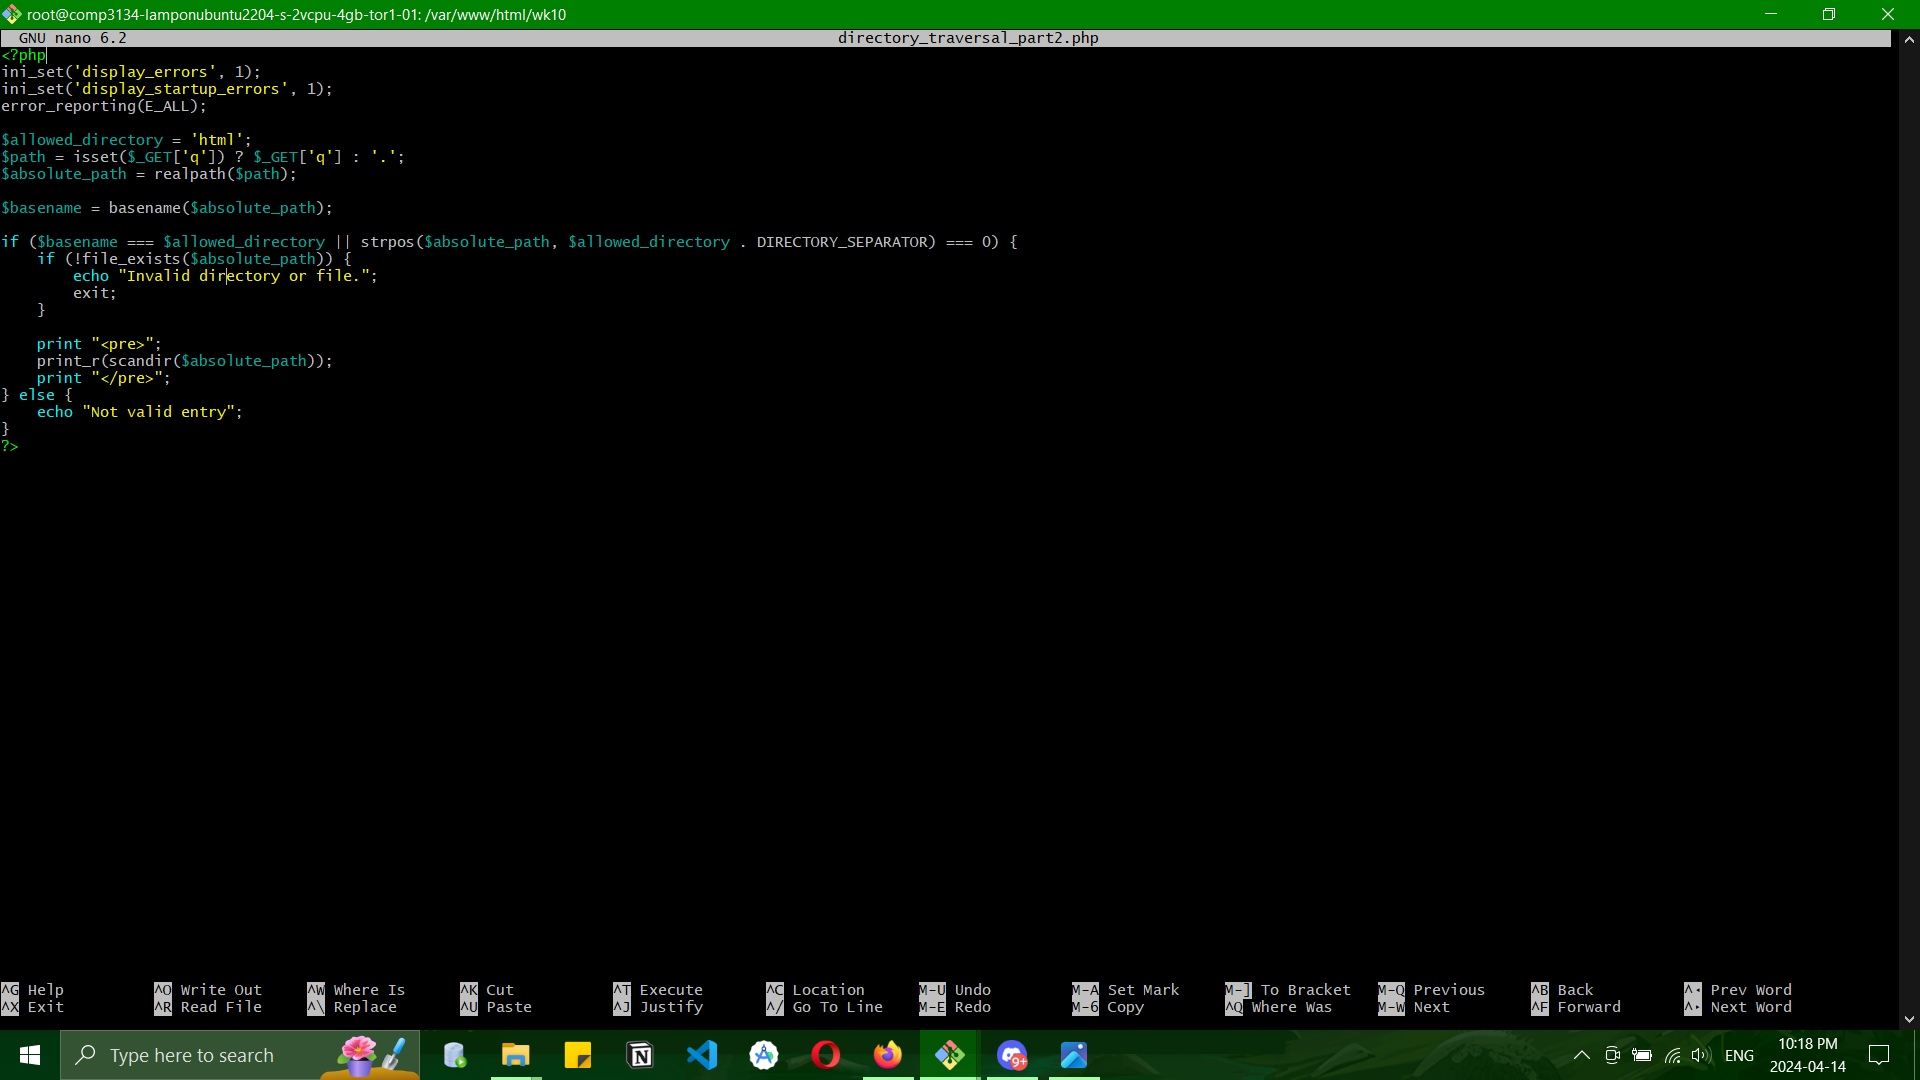 root@comp3134-lamponubuntu2204-s-2vcpu-4gb-tor1-01: /var/www/html/wk10
GNU nano 6.2 directory_traversal_part2.php
<?php
ini_set('display_errors', 1);
ini_set('display_startup_errors', 1);
error_reporting(E_ALL);

$allowed_directory = 'html';
$path = isset($_GET['q']) ? $_GET['q'] : '.';
$absolute_path = realpath($path);

$basename = basename($absolute_path);

if ($basename === $allowed_directory || strpos($absolute_path, $allowed_directory . DIRECTORY_SEPARATOR) === 0) {
    if (!file_exists($absolute_path)) {
        echo "Invalid directory or file.";
        exit;
    }

    print "<pre>";
    print_r(scandir($absolute_path));
    print "</pre>";
} else {
    echo "Not valid entry";
}
?>
^G Help ^O Write Out ^W Where Is ^K Cut ^T Execute ^C Location M-U Undo M-A Set Mark M-] To Bracket M-Q Previous ^B Back ^◂ Prev Word
^X Exit ^R Read File ^\ Replace ^U Paste ^J Justify ^/ Go To Line M-E Redo M-6 Copy ^Q Where Was M-W Next ^F Forward ^▸ Next Word
Type here to search
9+
ENG
10:18 PM
2024-04-14